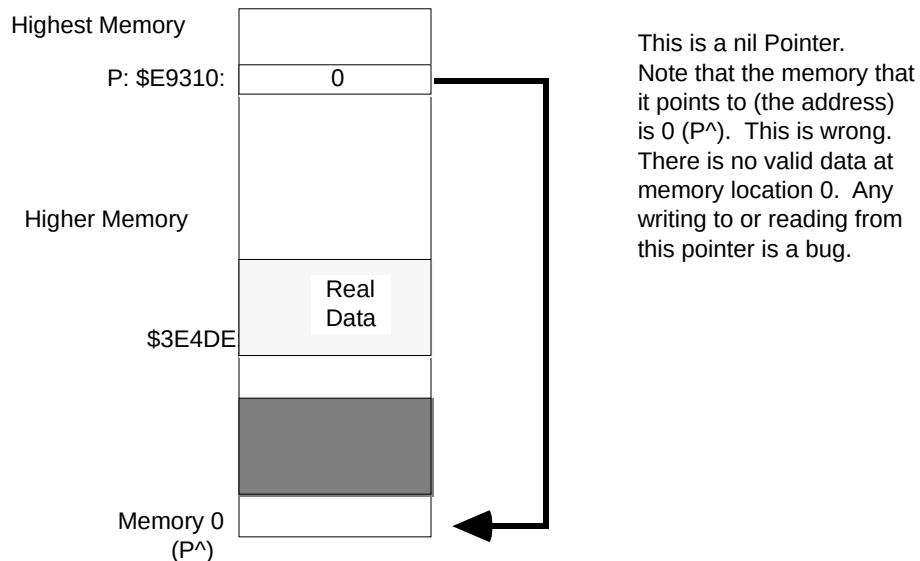 Highest Memory
P: $E9310:
0
Higher Memory
Real
Data
$3E4DE:
Memory 0
(P^)
This is a nil Pointer.
Note that the memory that
it points to (the address)
is 0 (P^).  This is wrong.
There is no valid data at
memory location 0.  Any
writing to or reading from
this pointer is a bug.